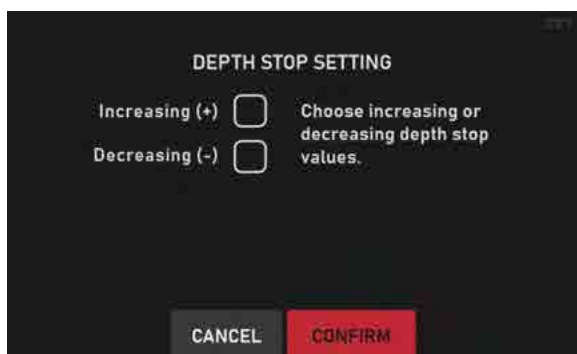 DEPTH STOP SETTING
Increasing (+)
Decreasing (-)
Choose increasing or
decreasing depth stop
values.
CANCEL
CONFIRM